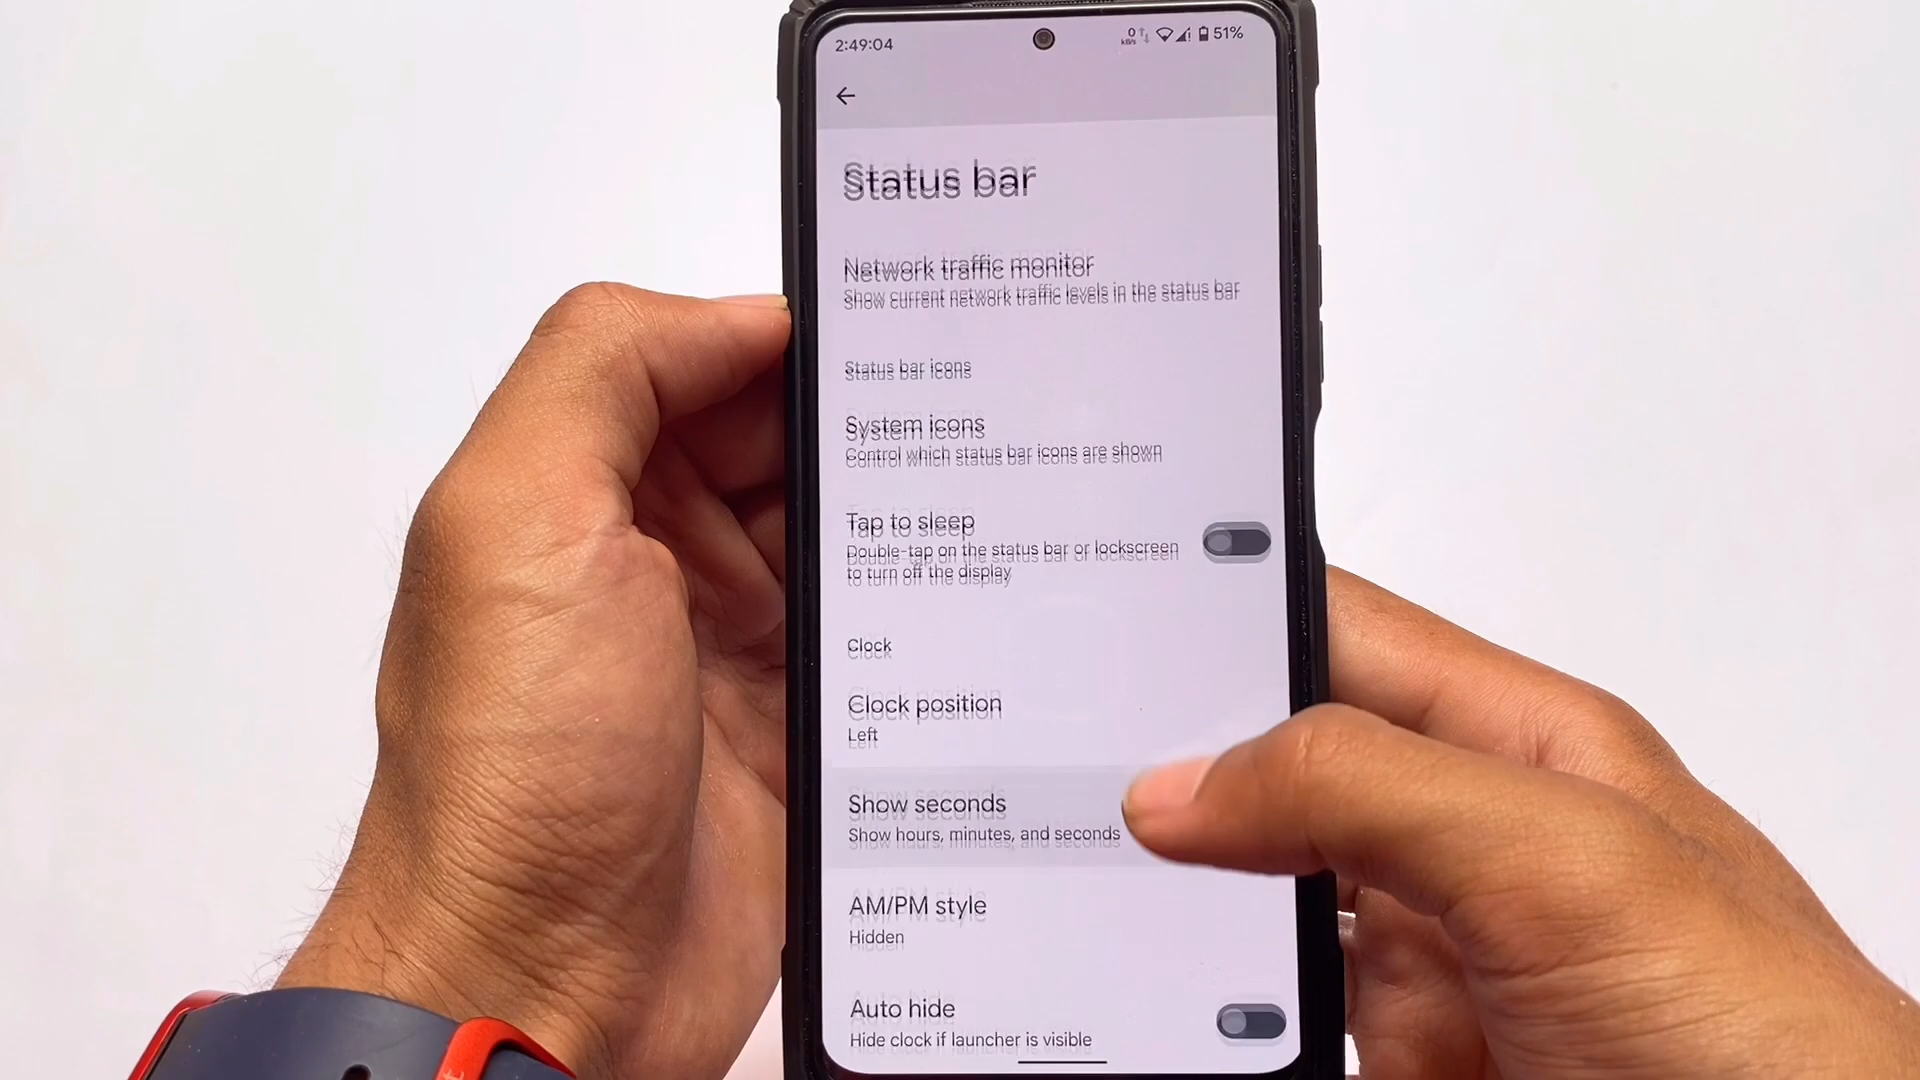 2:49:04
0
kB/s
51%
Status bar
Network traffic monitor
Show current network traffic levels in the status bar
Status bar icons
System icons
Control which status bar icons are shown
Tap to sleep
Double-tap on the status bar or lockscreen
to turn off the display
Clock
Clock position
Left
Show seconds
Show hours, minutes, and seconds
AM/PM style
Hidden
Auto hide
Hide clock if launcher is visible